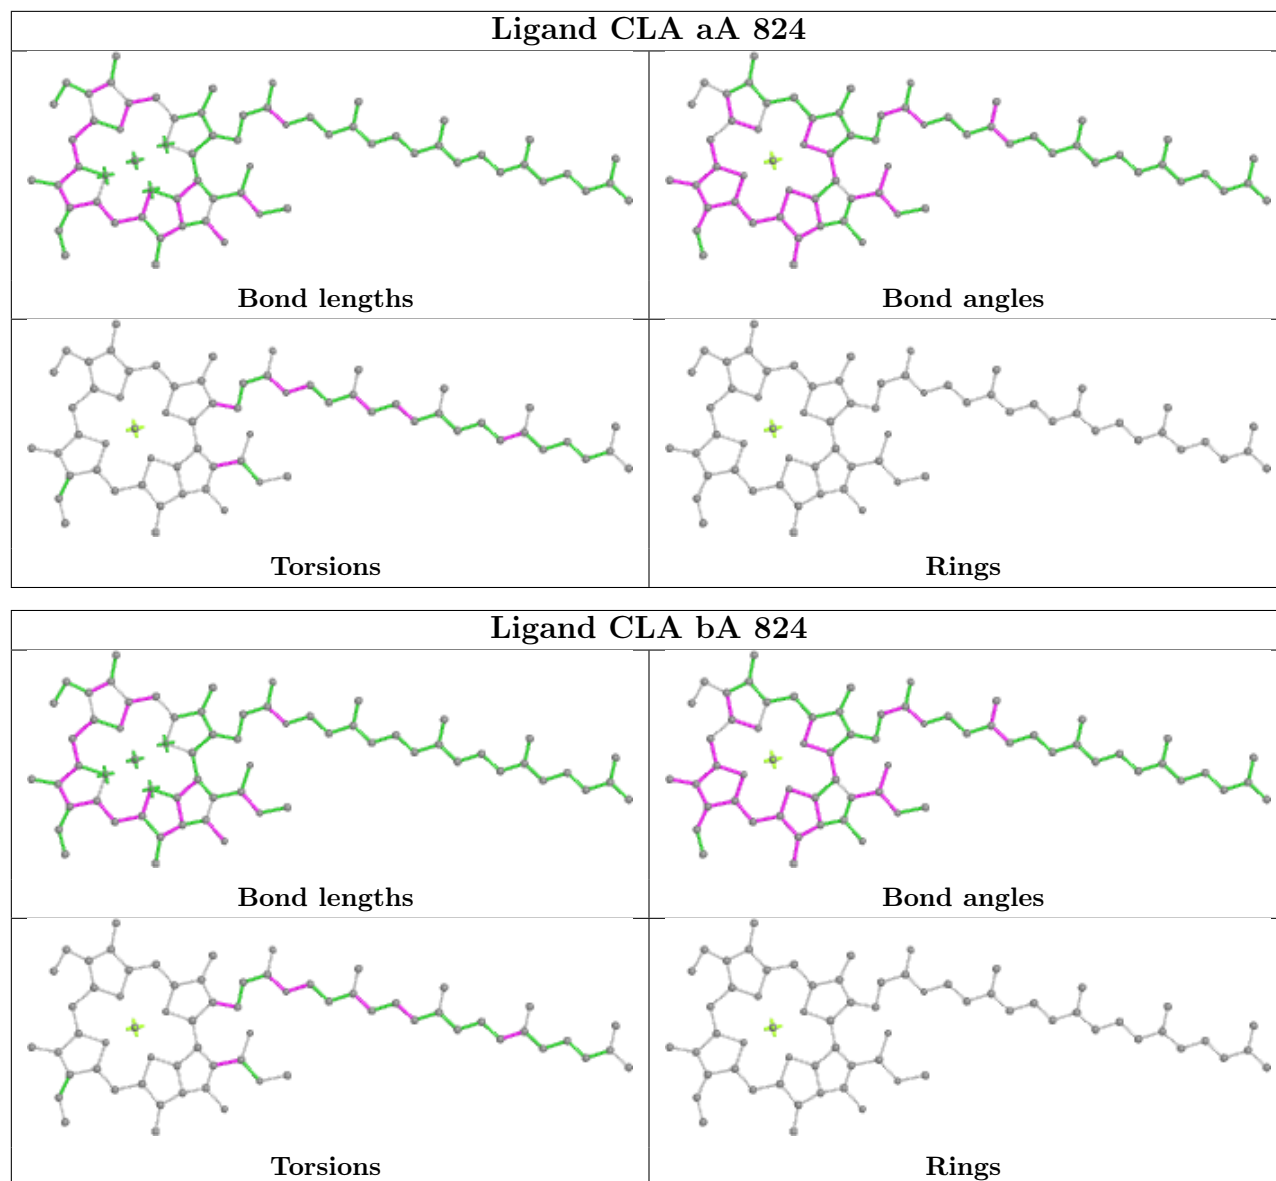 Ligand CLA aA 824
Bond lengths
Bond angles
Torsions
Rings
Ligand CLA bA 824
Bond lengths
Bond angles
Torsions
Rings